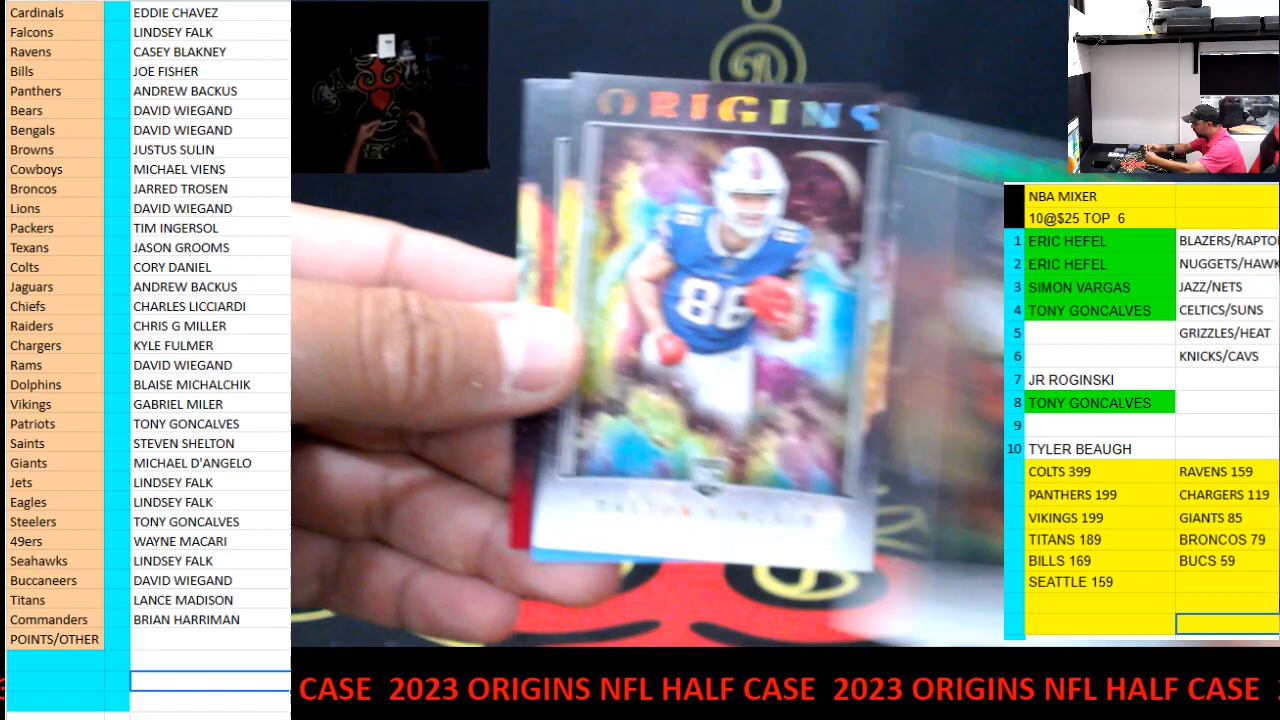 Cardinals EDDIE CHAVEZ
Falcons LINDSEY FALK
Ravens CASEY BLAKNEY
Bills JOE FISHER
Panthers ANDREW BACKUS
Bears DAVID WIEGAND
Bengals DAVID WIEGAND
Browns JUSTUS SULIN
Cowboys MICHAEL VIENS
Broncos JARRED TROSEN
Lions DAVID WIEGAND
Packers TIM INGERSOL
Texans JASON GROOMS
Colts CORY DANIEL
Jaguars ANDREW BACKUS
Chiefs CHARLES LICCIARDI
Raiders CHRIS G MILLER
Chargers KYLE FULMER
Rams DAVID WIEGAND
Dolphins BLAISE MICHALCHIK
Vikings GABRIEL MILER
Patriots TONY GONCALVES
Saints STEVEN SHELTON
Giants MICHAEL D'ANGELO
Jets LINDSEY FALK
Eagles LINDSEY FALK
Steelers TONY GONCALVES
49ers WAYNE MACARI
Seahawks LINDSEY FALK
Buccaneers DAVID WIEGAND
Titans LANCE MADISON
Commanders BRIAN HARRIMAN
POINTS/OTHER
ORIGINS
86
NBA MIXER
10@$25 TOP 6
1 ERIC HEFEL BLAZERS/RAPTO
2 ERIC HEFEL NUGGETS/HAWK
3 SIMON VARGAS JAZZ/NETS
4 TONY GONCALVES CELTICS/SUNS
5 GRIZZLES/HEAT
6 KNICKS/CAVS
7 JR ROGINSKI
8 TONY GONCALVES
9
10 TYLER BEAUGH
COLTS 399 RAVENS 159
PANTHERS 199 CHARGERS 119
VIKINGS 199 GIANTS 85
TITANS 189 BRONCOS 79
BILLS 169 BUCS 59
SEATTLE 159
CASE 2023 ORIGINS NFL HALF CASE 2023 ORIGINS NFL HALF CASE